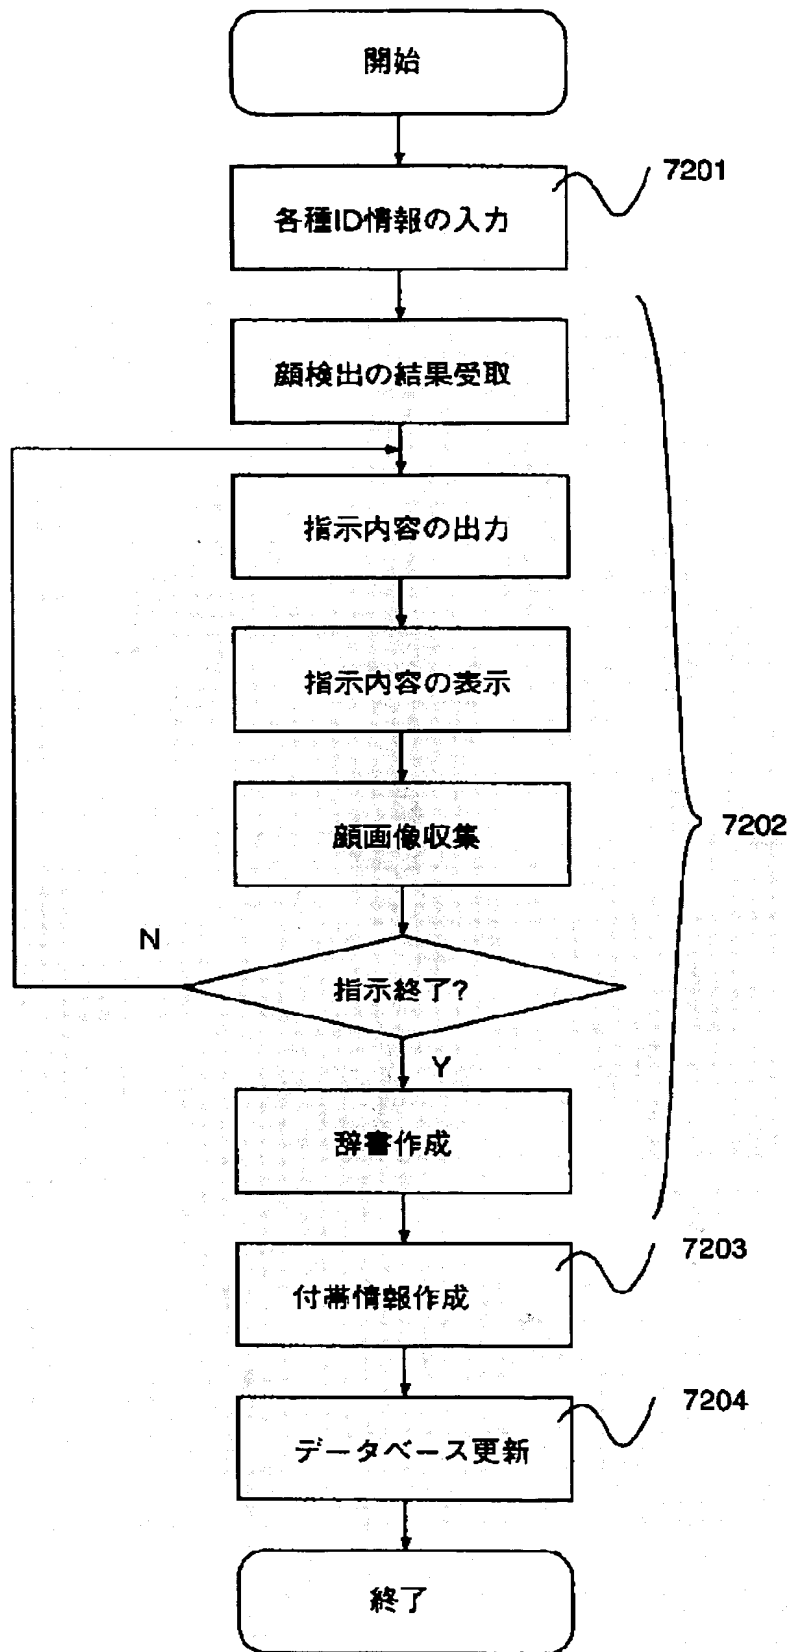 開始
7201
各種ID情報の入力
顔検出の結果受取
指示内容の出力
指示内容の表示
顔画像収集
7202
N
指示終了?
Y
辞書作成
7203
付帯情報作成
7204
データベース更新
終了